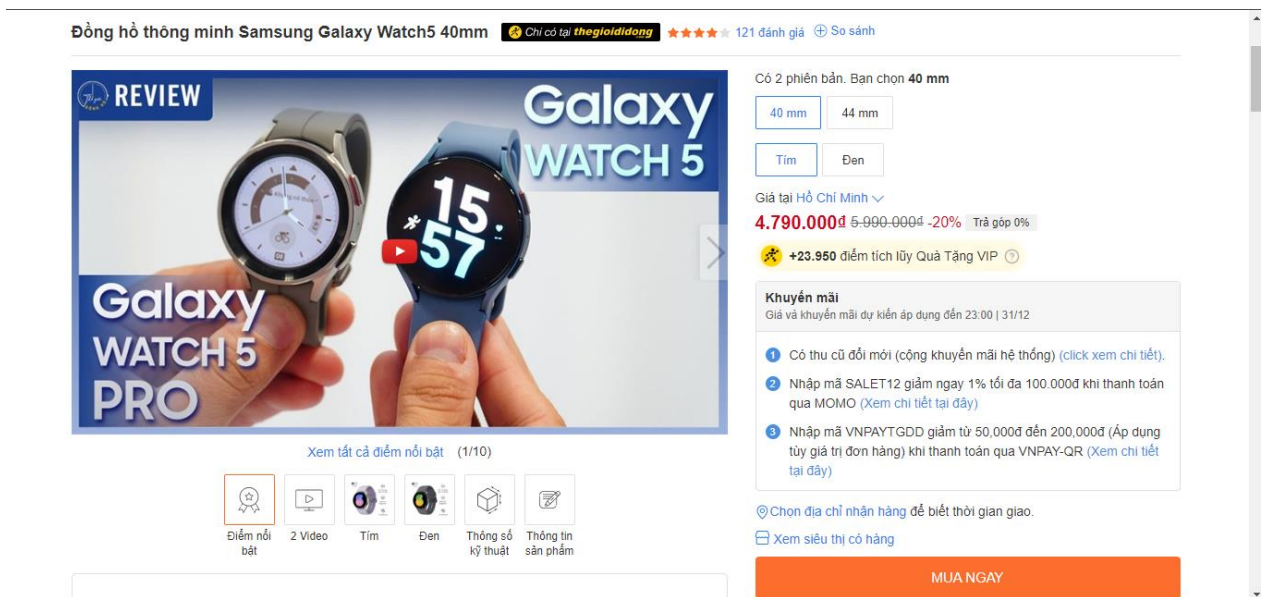 Đồng hồ thông minh Samsung Galaxy Watch5 40mm Chỉ có tại thegioididong 121 đánh giá So sánh
REVIEW
Galaxy
WATCH 5
15
57
Galaxy
WATCH 5
PRO
Xem tất cả điểm nổi bật (1/10)
Điểm nổi bật
2 Video
Tím
Đen
Thông số kỹ thuật
Thông tin sản phẩm
Có 2 phiên bản. Bạn chọn 40 mm
40 mm 44 mm
Tím Đen
Giá tại Hồ Chí Minh
4.790.000₫ 5.990.000₫ -20% Trả góp 0%
+23.950 điểm tích lũy Quà Tặng VIP ?
Khuyến mãi
Giá và khuyến mãi dự kiến áp dụng đến 23:00 | 31/12
1 Có thu cũ đổi mới (cộng khuyến mãi hệ thống) (click xem chi tiết).
2 Nhập mã SALET12 giảm ngay 1% tối đa 100.000đ khi thanh toán
qua MOMO (Xem chi tiết tại đây)
3 Nhập mã VNPAYTGDD giảm từ 50,000đ đến 200,000đ (Áp dụng
tùy giá trị đơn hàng) khi thanh toán qua VNPAY-QR (Xem chi tiết
tại đây)
Chọn địa chỉ nhận hàng để biết thời gian giao.
Xem siêu thị có hàng
MUA NGAY